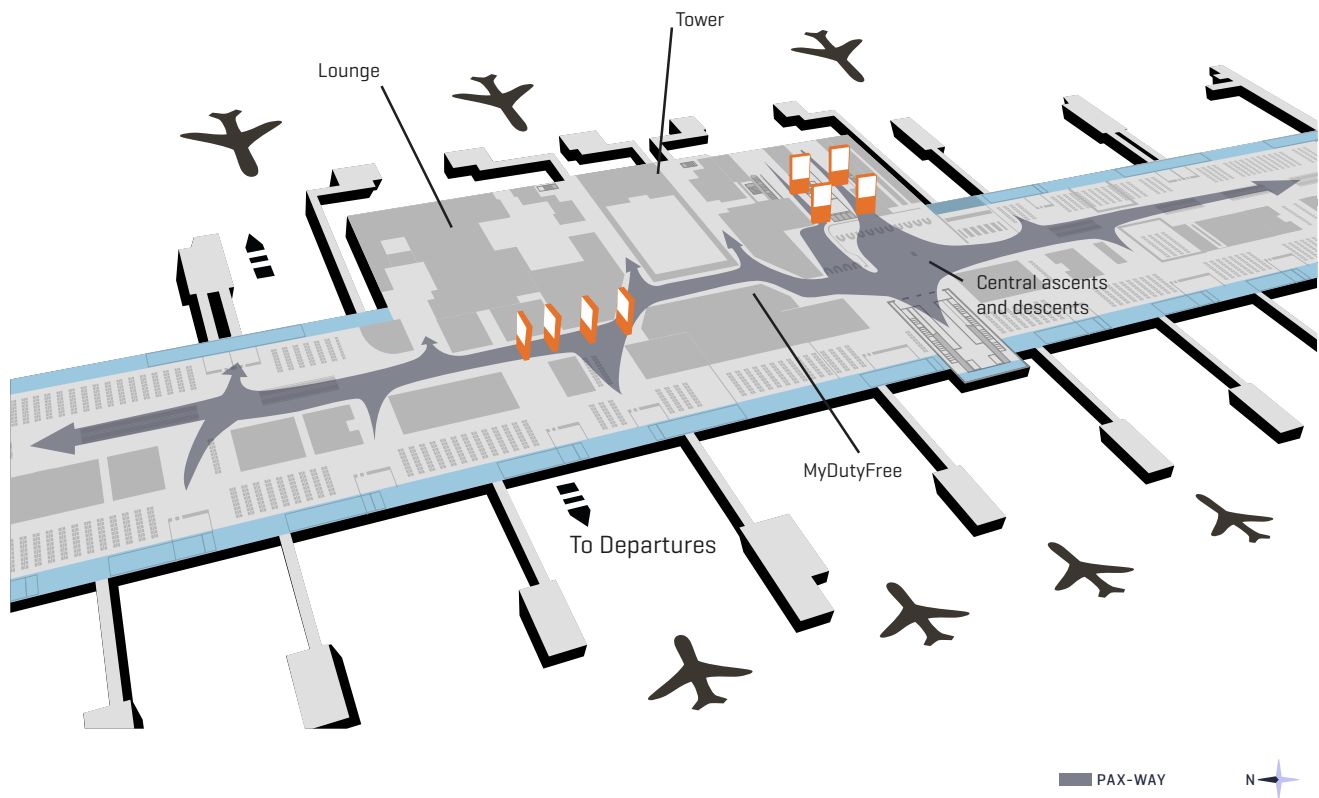 Tower
Lounge
Central ascents
and descents
MyDutyFree
To Departures
PAX-WAY
N